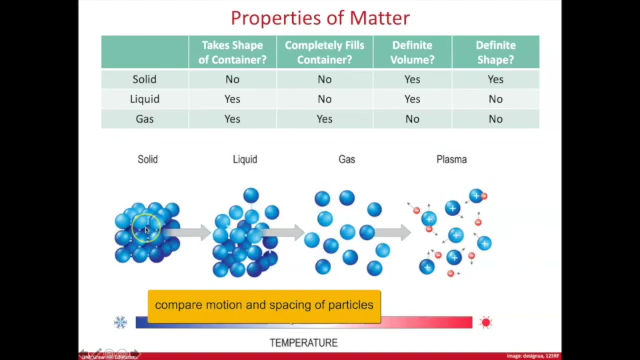 Properties of Matter
Takes Shape of Container? Completely Fills Container? Definite Volume? Definite Shape?
Solid No No Yes Yes
Liquid Yes No Yes No
Gas Yes Yes No No
Solid Liquid Gas Plasma
compare motion and spacing of particles
TEMPERATURE
Image: designua, 123RF